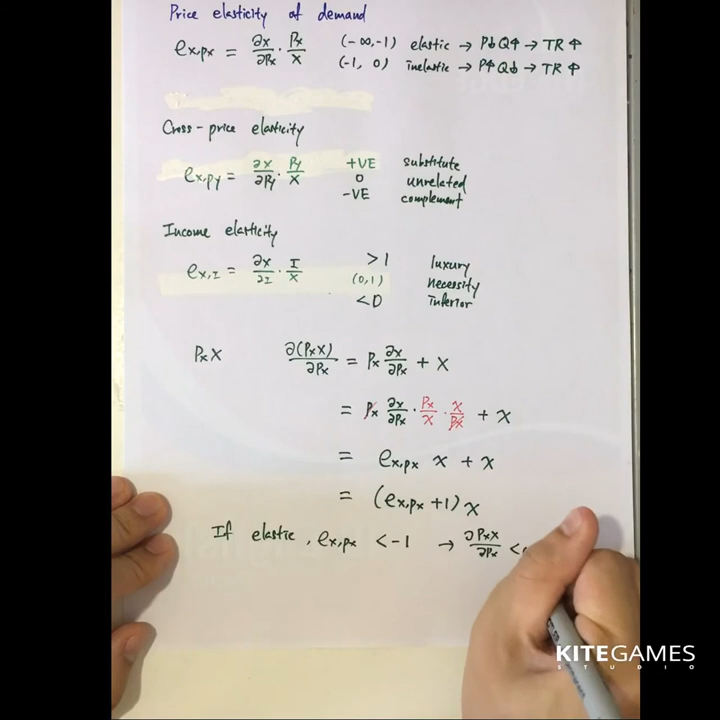 Price elasticity of demand
ex,px = ∂x/∂Px · Px/x (-∞,-1) elastic → P↓Q↑ → TR ↑
(-1, 0) inelastic → P↑Q↓ → TR ↑
Cross-price elasticity
ex,py = ∂x/∂Py · Py/x +VE substitute
0 unrelated
-VE complement
Income elasticity
ex,I = ∂x/∂I · I/x >1 luxury
(0,1) necessity
<0 inferior
PxX ∂(PxX)/∂Px = Px ∂x/∂Px + x
= Px ∂x/∂Px · Px/x · x/Px + x
= ex,px x + x
= (ex,px +1) x
If elastic, ex,px < -1 → ∂PxX/∂Px <
KITEGAMES
STUDIO